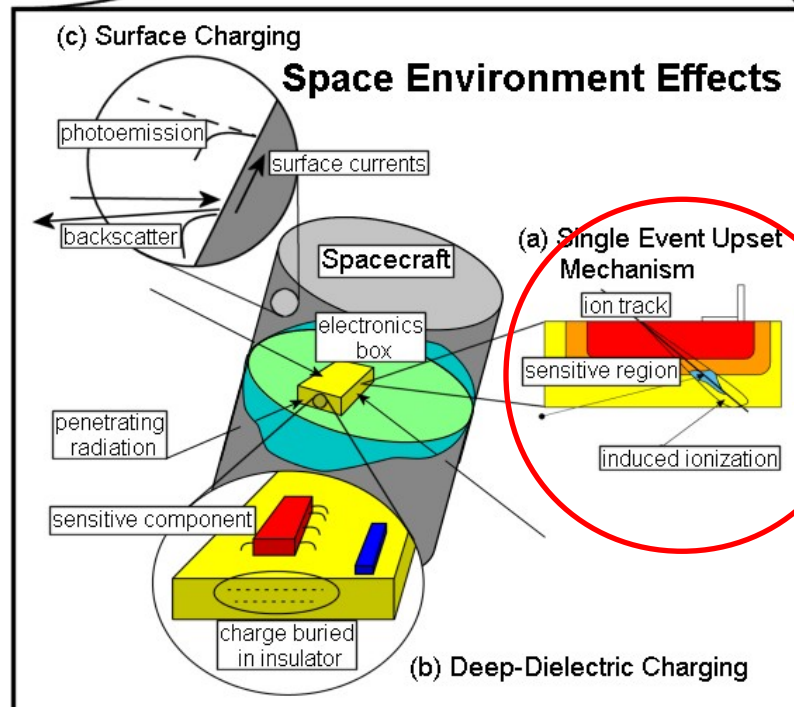 (c) Surface Charging
Space Environment Effects
photoemission
surface currents
backscatter
(a) Single Event Upset
Mechanism
Spacecraft
ion track
electronics
box
sensitive region
penetrating
radiation
induced ionization
sensitive component
charge buried
in insulator
(b) Deep-Dielectric Charging